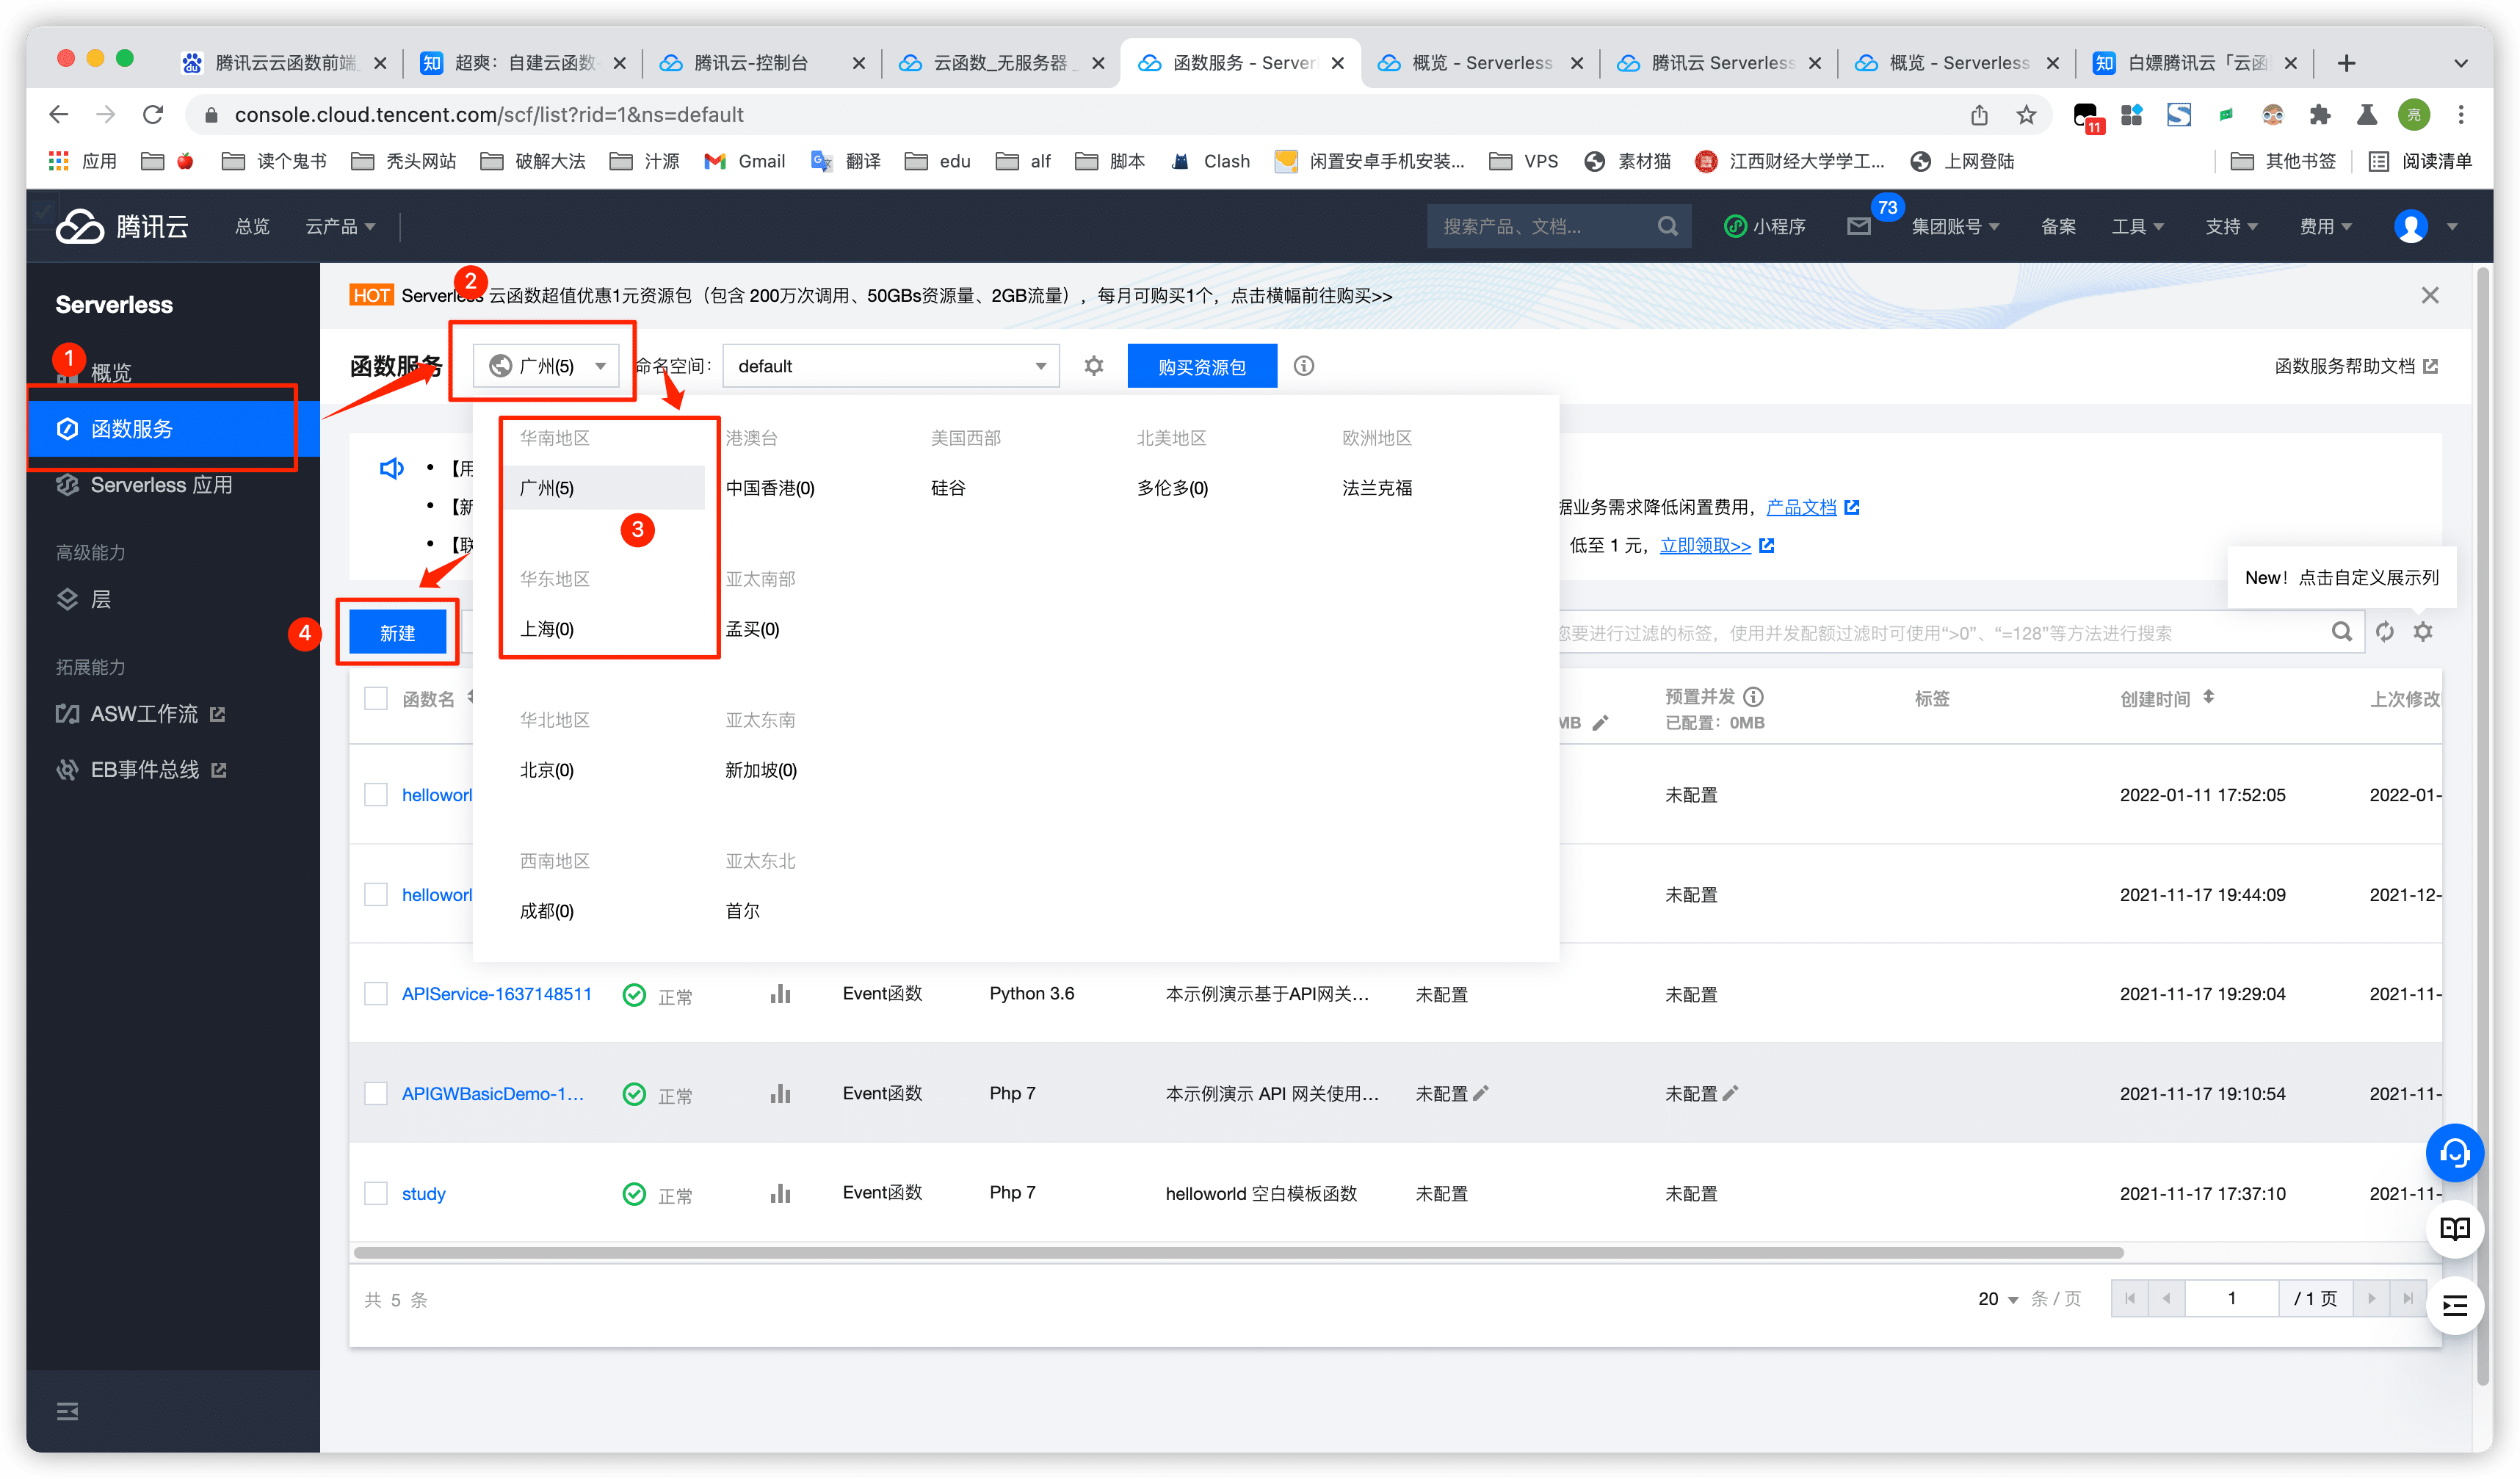 腾讯云云函数前端
知 超爽：自建云函数
腾讯云-控制台
云函数_无服务器
函数服务 - Server
概览 - Serverless
腾讯云 Serverless
概览 - Serverless
知 白嫖腾讯云「云函
console.cloud.tencent.com/scf/list?rid=1&ns=default
11
亮
应用
读个鬼书
秃头网站
破解大法
汁源
Gmail
翻译
edu
alf
脚本
Clash
闲置安卓手机安装...
VPS
素材猫
江西财经大学学工...
上网登陆
其他书签
阅读清单
腾讯云
总览
云产品
搜索产品、文档...
小程序
73
集团账号
备案
工具
支持
费用
Serverless
1
概览
函数服务
Serverless 应用
高级能力
层
拓展能力
ASW工作流
EB事件总线
HOT Serverless 云函数超值优惠1元资源包（包含 200万次调用、50GBs资源量、2GB流量），每月可购买1个，点击横幅前往购买>>
2
函数服务
广州(5)
命名空间：
default
购买资源包
函数服务帮助文档
华南地区 港澳台 美国西部 北美地区 欧洲地区
广州(5) 中国香港(0) 硅谷 多伦多(0) 法兰克福
3
华东地区 亚太南部
上海(0) 孟买(0)
华北地区 亚太东南
北京(0) 新加坡(0)
西南地区 亚太东北
成都(0) 首尔
【用
【新
据业务需求降低闲置费用，产品文档
【联
低至 1 元，立即领取>>
New！点击自定义展示列
4
新建
您要进行过滤的标签，使用并发配额过滤时可使用“>0”、“=128”等方法进行搜索
函数名 MB 预置并发 标签 创建时间 上次修改
已配置：0MB
helloworl 未配置 2022-01-11 17:52:05 2022-01-
helloworl 未配置 2021-11-17 19:44:09 2021-12-
APIService-1637148511 正常 Event函数 Python 3.6 本示例演示基于API网关... 未配置 未配置 2021-11-17 19:29:04 2021-11-
APIGWBasicDemo-1... 正常 Event函数 Php 7 本示例演示 API 网关使用... 未配置 未配置 2021-11-17 19:10:54 2021-11-
study 正常 Event函数 Php 7 helloworld 空白模板函数 未配置 未配置 2021-11-17 17:37:10 2021-11-
共 5 条
20 条 / 页
1
/ 1 页